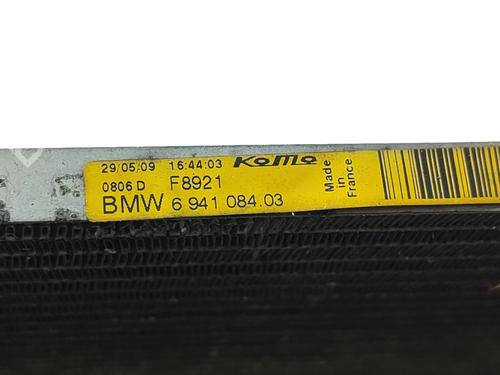 29/05/09 16:44:03 KoMo
0806 D F8921
BMW 6 941 084.03
Made
in
France